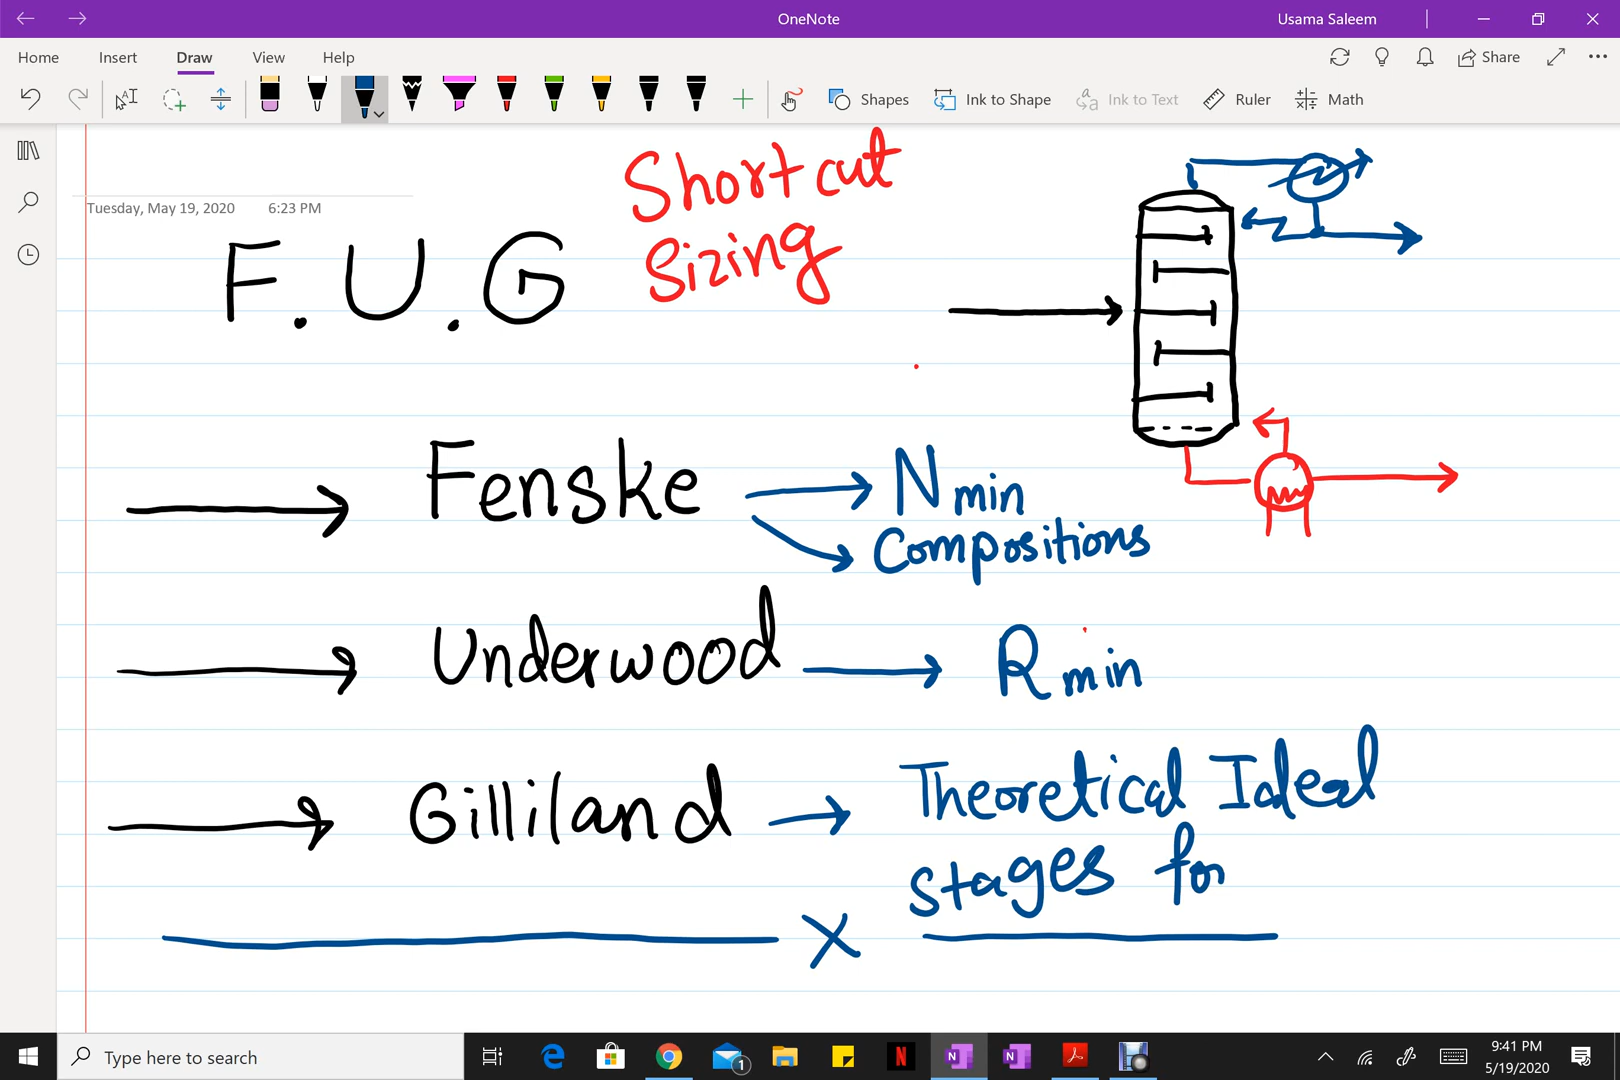 OneNote
Usama Saleem
Home Insert Draw View Help
Share
Shapes Ink to Shape Ink to Text Ruler Math
Tuesday, May 19, 2020 6:23 PM
Shortcut
Sizing
F.U.G
Fenske
Nmin
Compositions
Underwood
Rmin
Gilliland
Theoretical Ideal
stages for
X
Type here to search
1
9:41 PM
5/19/2020